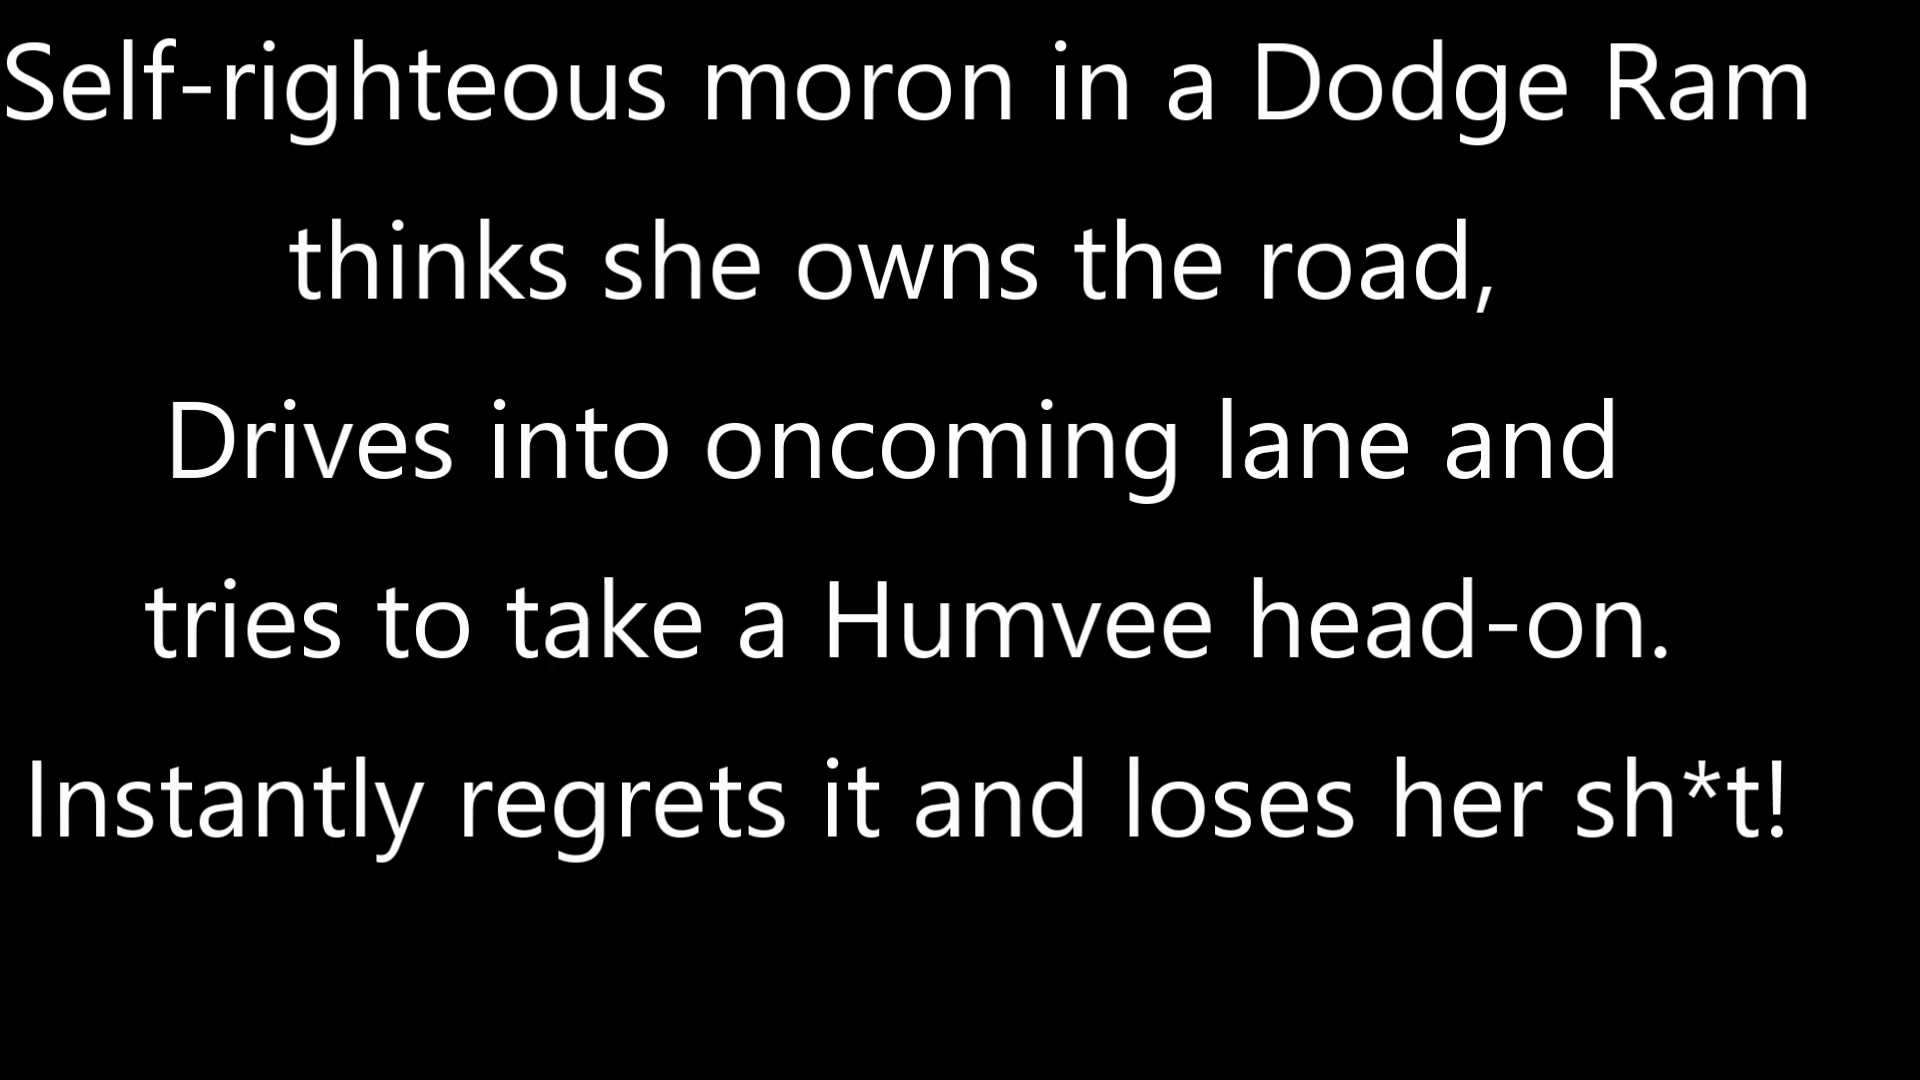 Self-righteous moron in a Dodge Ram
thinks she owns the road,
Drives into oncoming lane and
tries to take a Humvee head-on.
Instantly regrets it and loses her sh*t!